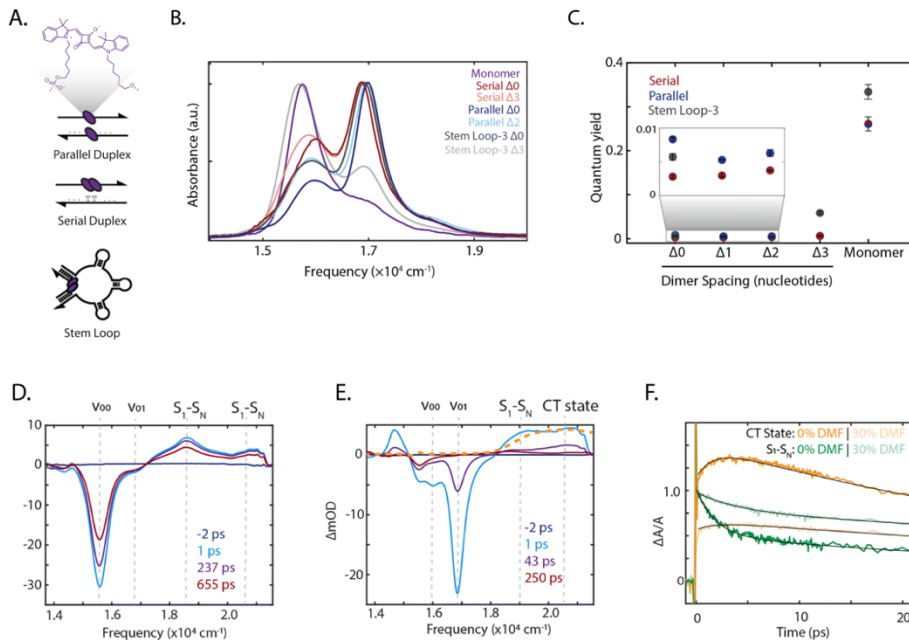 A.
Parallel Duplex
Serial Duplex
Stem Loop
B.
Absorbance (a.u.)
Monomer
Serial Δ0
Serial Δ3
Parallel Δ0
Parallel Δ2
Stem Loop-3 Δ0
Stem Loop-3 Δ3
1.5 1.7 1.9
Frequency (×10⁴ cm⁻¹)
C.
Quantum yield
0.4
0.2
0
Serial
Parallel
Stem Loop-3
0.01
0
Δ0 Δ1 Δ2 Δ3 Monomer
Dimer Spacing (nucleotides)
D.
V00 V01 S1-SN S1-SN
10
0
-10
-20
-30
-2 ps
1 ps
237 ps
655 ps
1.4 1.6 1.8 2.0
Frequency (x10⁴ cm⁻¹)
E.
V00 V01 S1-SN CT state
ΔmOD
0
-10
-20
-2 ps
1 ps
43 ps
250 ps
1.4 1.6 1.8 2.0
Frequency (x10⁴ cm⁻¹)
F.
CT State: 0% DMF | 30% DMF
S1-SN: 0% DMF | 30% DMF
ΔA/A
1.0
0
0 10 20
Time (ps)